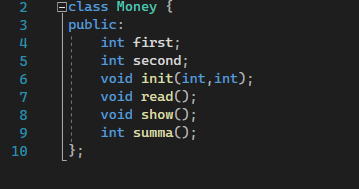 2 class Money {
3 public:
4 int first;
5 int second;
6 void init(int,int);
7 void read();
8 void show();
9 int summa();
10 };